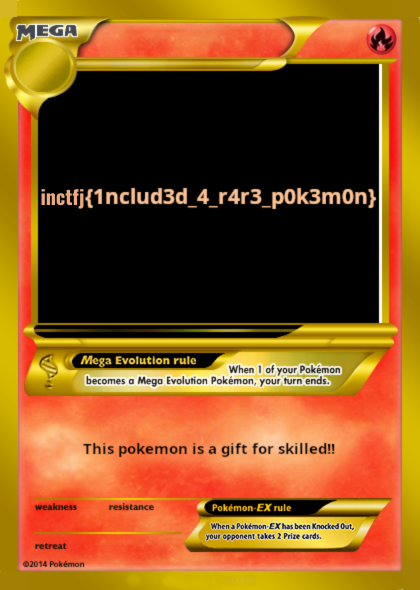 MEGA
inctfj{1nclud3d_4_r4r3_p0k3m0n}
Mega Evolution rule
When 1 of your Pokémon
becomes a Mega Evolution Pokémon, your turn ends.
This pokemon is a gift for skilled!!
weakness resistance
Pokémon-EX rule
When a Pokémon-EX has been Knocked Out,
your opponent takes 2 Prize cards.
retreat
©2014 Pokémon